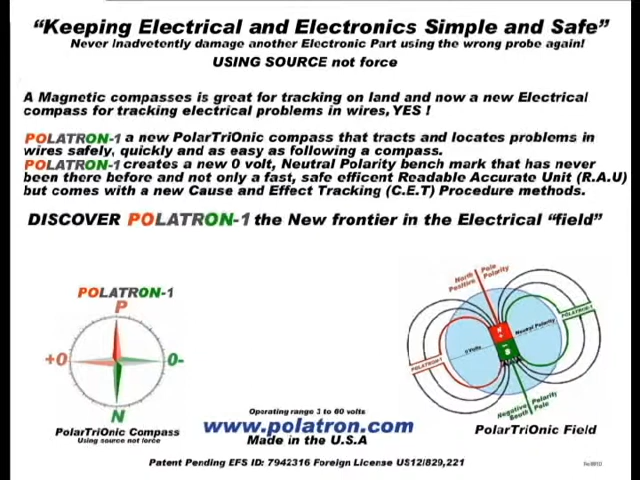 “Keeping Electrical and Electronics Simple and Safe”
Never inadvetently damage another Electronic Part using the wrong probe again!
USING SOURCE not force
A Magnetic compasses is great for tracking on land and now a new Electrical
compass for tracking electrical problems in wires, YES !
POLATRON-1 a new PolarTriOnic compass that tracts and locates problems in
wires safely, quickly and as easy as following a compass.
POLATRON-1 creates a new 0 volt, Neutral Polarity bench mark that has never
been there before and not only a fast, safe efficent Readable Accurate Unit (R.A.U)
but comes with a new Cause and Effect Tracking (C.E.T) Procedure methods.
DISCOVER POLATRON-1 the New frontier in the Electrical “field”
POLATRON-1
P
+0
0-
N
PolarTriOnic Compass
Using source not force
Operating range 3 to 60 volts
www.polatron.com
Made in the U.S.A
North Pole
Positive Polarity
POLATRON-1
Neutral Polarity
0 Volts
N
+
-
S
POLATRON-1
Negative Polarity
South Pole
PolarTriOnic Field
Patent Pending EFS ID: 7942316 Foreign License US12/829,221